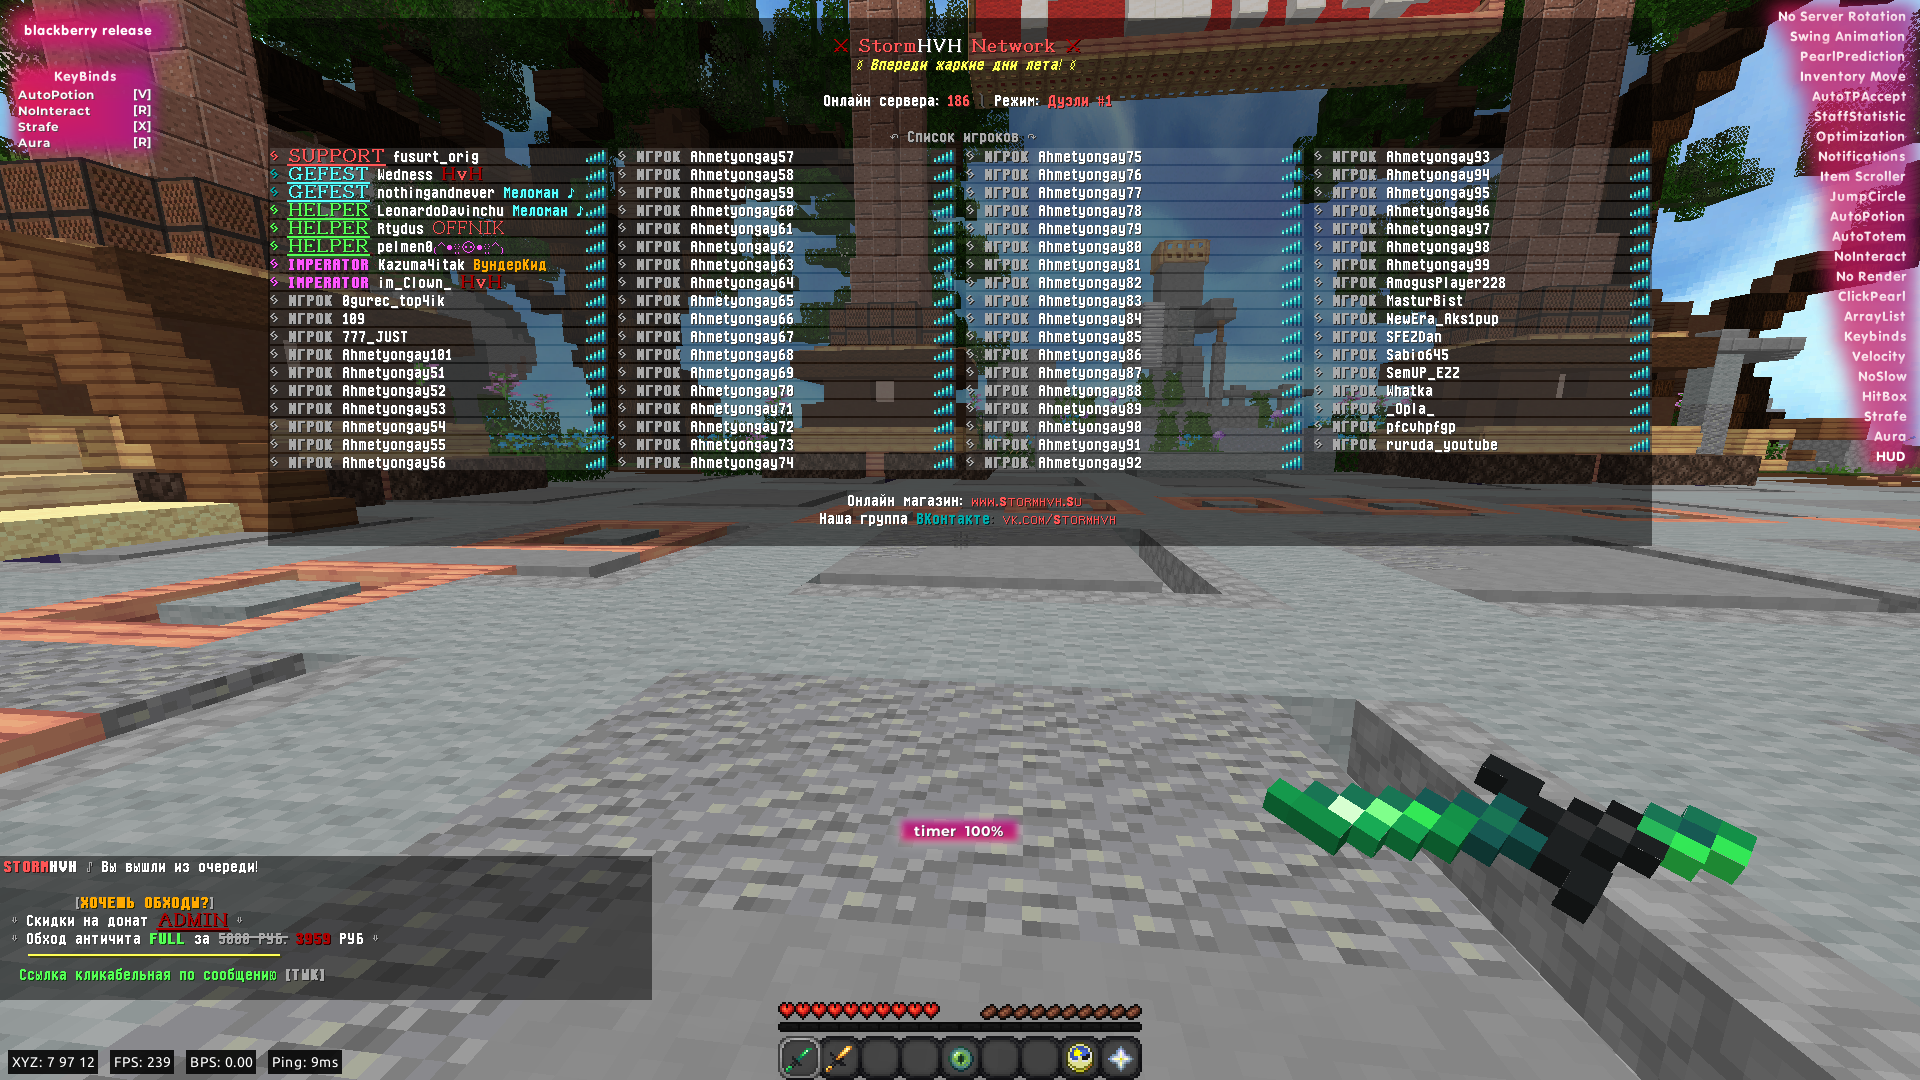 blackberry release
KeyBinds
AutoPotion [V]
NoInteract [R]
Strafe [X]
Aura [R]
StormHVH Network
Впереди жаркие дни лета!
Онлайн сервера: 186 | Режим: Дуэли #1
Список игроков
SUPPORT fusurt_orig
GEFEST Wedness HvH
GEFEST nothingandnever Меломан ♪
HELPER LeonardoDavinchu Меломан ♪
HELPER Atydus OFFNIK
HELPER pelmen0
IMPERATOR Kazuma4itak ВундерКид
IMPERATOR im_Clown_ HvH
ИГРОК 0gurec_top4ik
ИГРОК 109
ИГРОК 777_JUST
ИГРОК Ahmetyongay101
ИГРОК Ahmetyongay51
ИГРОК Ahmetyongay52
ИГРОК Ahmetyongay53
ИГРОК Ahmetyongay54
ИГРОК Ahmetyongay55
ИГРОК Ahmetyongay56
ИГРОК Ahmetyongay57
ИГРОК Ahmetyongay58
ИГРОК Ahmetyongay59
ИГРОК Ahmetyongay60
ИГРОК Ahmetyongay61
ИГРОК Ahmetyongay62
ИГРОК Ahmetyongay63
ИГРОК Ahmetyongay64
ИГРОК Ahmetyongay65
ИГРОК Ahmetyongay66
ИГРОК Ahmetyongay67
ИГРОК Ahmetyongay68
ИГРОК Ahmetyongay69
ИГРОК Ahmetyongay70
ИГРОК Ahmetyongay71
ИГРОК Ahmetyongay72
ИГРОК Ahmetyongay73
ИГРОК Ahmetyongay74
ИГРОК Ahmetyongay75
ИГРОК Ahmetyongay76
ИГРОК Ahmetyongay77
ИГРОК Ahmetyongay78
ИГРОК Ahmetyongay79
ИГРОК Ahmetyongay80
ИГРОК Ahmetyongay81
ИГРОК Ahmetyongay82
ИГРОК Ahmetyongay83
ИГРОК Ahmetyongay84
ИГРОК Ahmetyongay85
ИГРОК Ahmetyongay86
ИГРОК Ahmetyongay87
ИГРОК Ahmetyongay88
ИГРОК Ahmetyongay89
ИГРОК Ahmetyongay90
ИГРОК Ahmetyongay91
ИГРОК Ahmetyongay92
ИГРОК Ahmetyongay93
ИГРОК Ahmetyongay94
ИГРОК Ahmetyongay95
ИГРОК Ahmetyongay96
ИГРОК Ahmetyongay97
ИГРОК Ahmetyongay98
ИГРОК Ahmetyongay99
ИГРОК AmogusPlayer228
ИГРОК MasturBist
ИГРОК NewEra_Aks1pup
ИГРОК SFE2Dan
ИГРОК Sabio645
ИГРОК SemUP_E22
ИГРОК Whatka
ИГРОК _Opla_
ИГРОК pfcvhpfgp
ИГРОК ruruda_youtube
Онлайн магазин: www.Stormhvh.Su
Наша группа ВКонтакте: vk.com/Stormhvh
No Server Rotation
Swing Animation
PearlPrediction
Inventory Move
AutoTPAccept
StaffStatistic
Optimization
Notifications
Item Scroller
JumpCircle
AutoPotion
AutoTotem
NoInteract
No Render
ClickPearl
ArrayList
Keybinds
Velocity
NoSlow
HitBox
Strafe
Aura
HUD
timer 100%
STORMHVH ♪ Вы вышли из очереди!
[ХОЧЕШЬ ОБХОДЫ?]
Скидки на донат ADMIN
Обход античита FULL за 5000 РУБ. 3959 РУБ
Ссылка кликабельная по сообщению [ТЫК]
XYZ: 7 97 12
FPS: 239
BPS: 0.00
Ping: 9ms